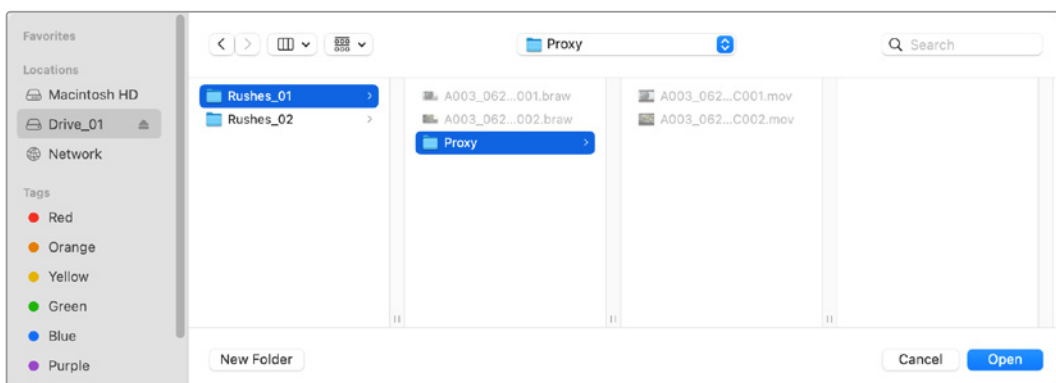 Favorites
Locations
Macintosh HD
Drive_01
Network
Tags
Red
Orange
Yellow
Green
Blue
Purple
Proxy
Search
Rushes_01
Rushes_02
A003_062...001.braw
A003_062...002.braw
Proxy
A003_062...C001.mov
A003_062...C002.mov
New Folder
Cancel
Open